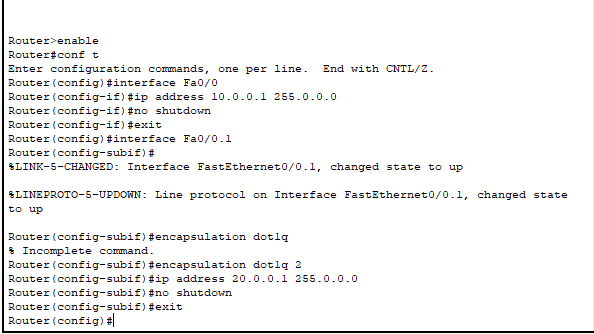 Router>enable
Router#conf t
Enter configuration commands, one per line.  End with CNTL/Z.
Router(config)#interface Fa0/0
Router(config-if)#ip address 10.0.0.1 255.0.0.0
Router(config-if)#no shutdown
Router(config-if)#exit
Router(config)#interface Fa0/0.1
Router(config-subif)#
%LINK-5-CHANGED: Interface FastEthernet0/0.1, changed state to up
%LINEPROTO-5-UPDOWN: Line protocol on Interface FastEthernet0/0.1, changed state
to up
Router(config-subif)#encapsulation dot1q
% Incomplete command.
Router(config-subif)#encapsulation dot1q 2
Router(config-subif)#ip address 20.0.0.1 255.0.0.0
Router(config-subif)#no shutdown
Router(config-subif)#exit
Router(config)#